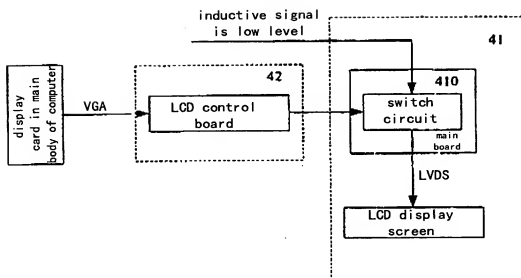 inductive signal
is low level
41
42
410
display
card in main
body of computer
VGA
LCD control
board
switch
circuit
main
board
LVDS
LCD display
screen